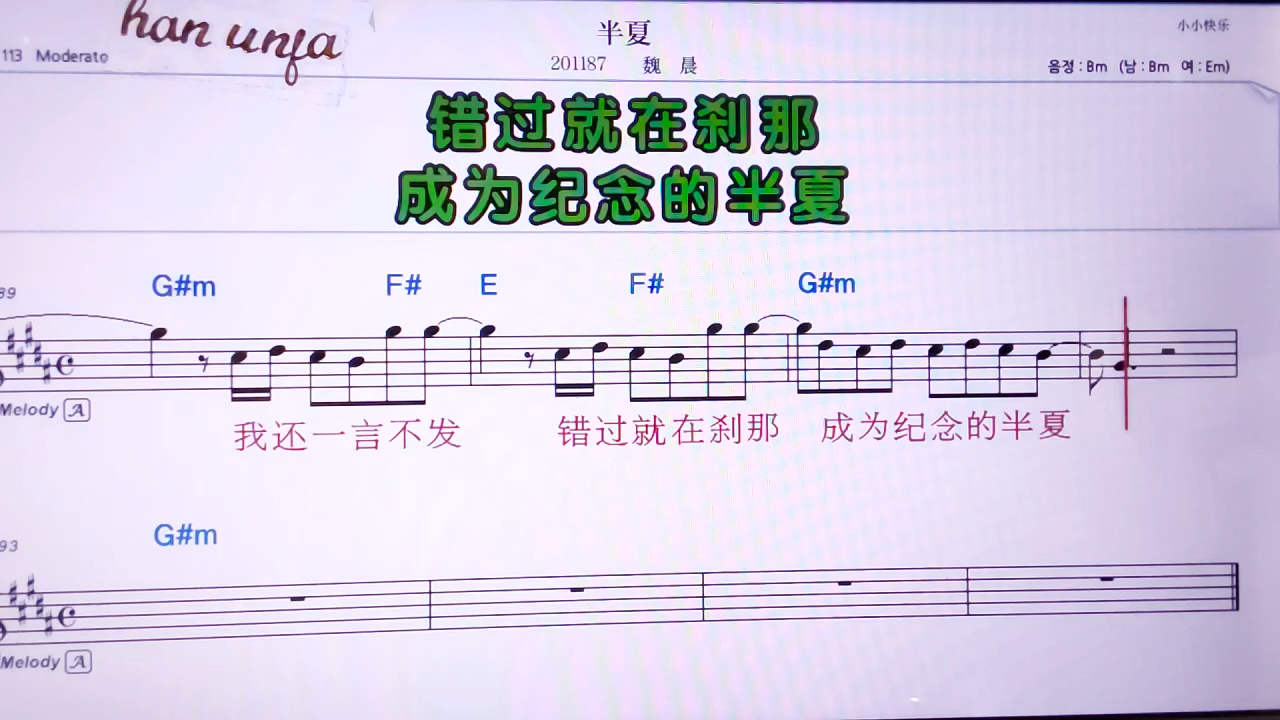 han unfa
半夏
小小快乐
113 Moderato
201187 魏 晨
음정 : Bm (남 : Bm 여 : Em)
错过就在刹那
成为纪念的半夏
89
G#m F# E F# G#m
Melody A
我还一言不发 错过就在刹那 成为纪念的半夏
93
G#m
Melody A